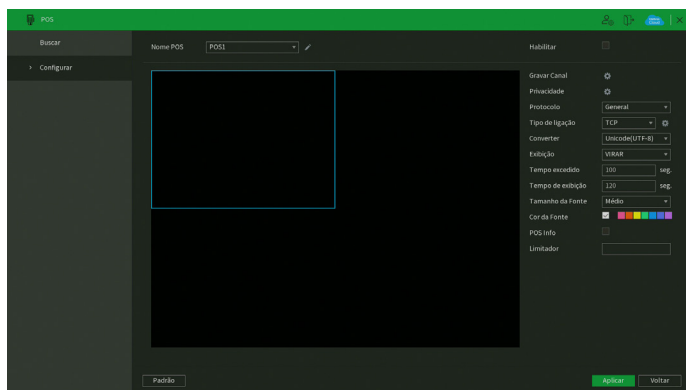 POS
Buscar
Configurar
Nome POS
POS1
Habilitar
Gravar Canal
Privacidade
Protocolo
General
Tipo de ligação
TCP
Converter
Unicode(UTF-8)
Exibição
VIRAR
Tempo excedido
100
seg.
Tempo de exibição
120
seg.
Tamanho da Fonte
Médio
Cor da Fonte
POS Info
Limitador
Padrão
Aplicar
Voltar